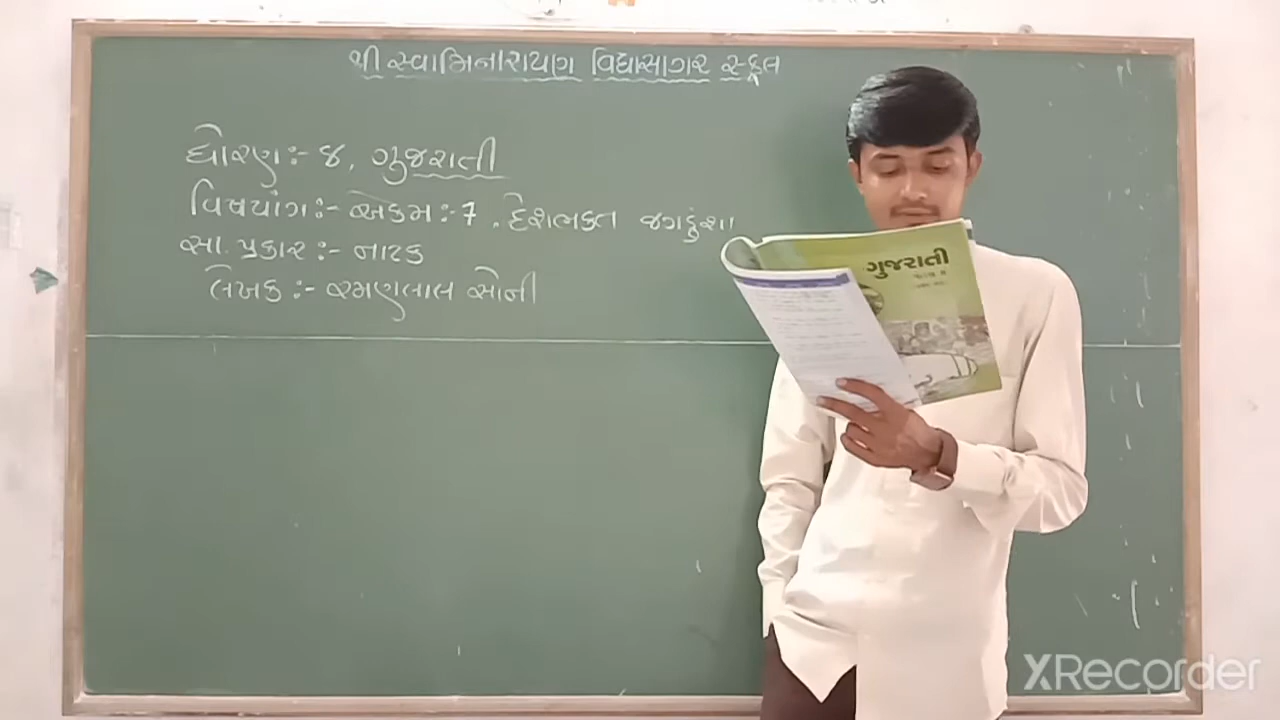 શ્રી સ્વામિનારાયણ વિદ્યાસાગર સ્કૂલ
ધોરણ:- ૪, ગુજરાતી
વિષયાંગ:- એકમ:- 7. દેશભક્ત જગડુશા
સા. પ્રકાર:- નાટક
લેખક:- રમણલાલ સોની
ગુજરાતી
XRecorder